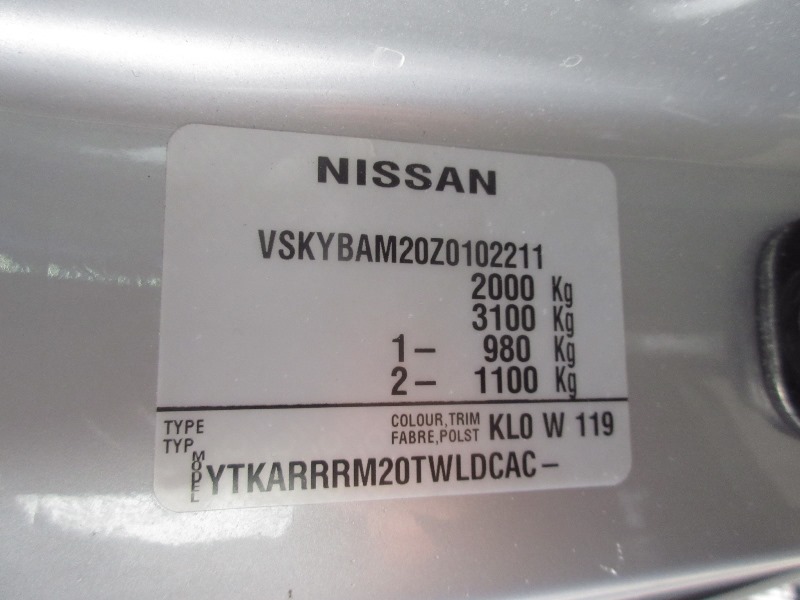 NISSAN
VSKYBAM20Z0102211
2000 Kg
3100 Kg
1- 980 Kg
2- 1100 Kg
TYPE COLOUR,TRIM KL0 W 119
TYP FABRE,POLST
MODEL YTKARRRM20TWLDCAC-